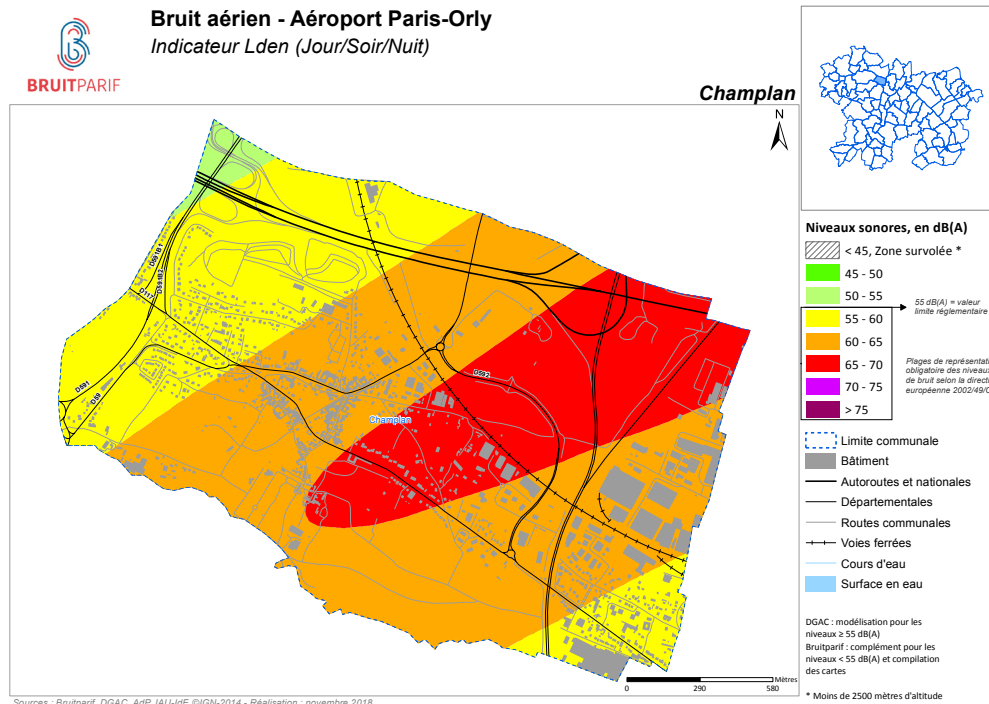 Bruit aérien - Aéroport Paris-Orly
Indicateur Lden (Jour/Soir/Nuit)
BRUITPARIF
Champlan
N
D591B1
D591B2
D117
D591
D59
D592
Champlan
Mètres
0 290 580
Niveaux sonores, en dB(A)
< 45, Zone survolée *
45 - 50
50 - 55
55 - 60
60 - 65
65 - 70
70 - 75
> 75
55 dB(A) = valeur
limite réglementaire
Plages de représentati
obligatoire des niveaux
de bruit selon la directi
européenne 2002/49/C
Limite communale
Bâtiment
Autoroutes et nationales
Départementales
Routes communales
Voies ferrées
Cours d'eau
Surface en eau
DGAC : modélisation pour les
niveaux ≥ 55 dB(A)
Bruitparif : complément pour les
niveaux < 55 dB(A) et compilation
des cartes
* Moins de 2500 mètres d'altitude
Sources : Bruitparif, DGAC, AdP, IAU-IdF, ©IGN-2014 - Réalisation : novembre 2018